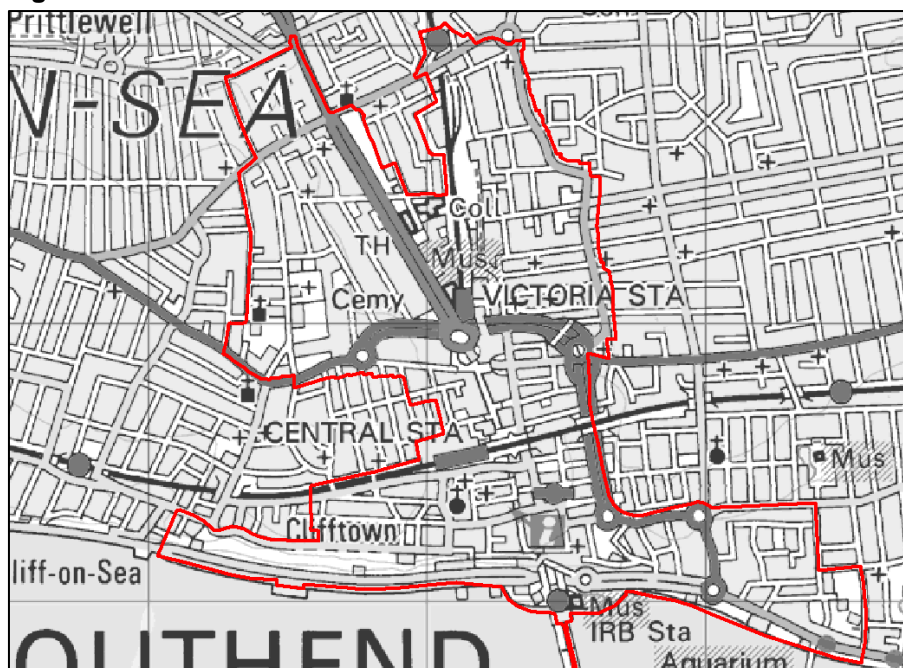 Prittlewell
N-SEA
Coll
TH
Mus
Cemy
VICTORIA STA
CENTRAL STA
Mus
Clifftown
i
liff-on-Sea
Mus
IRB Sta
OUTHEND
Aquarium